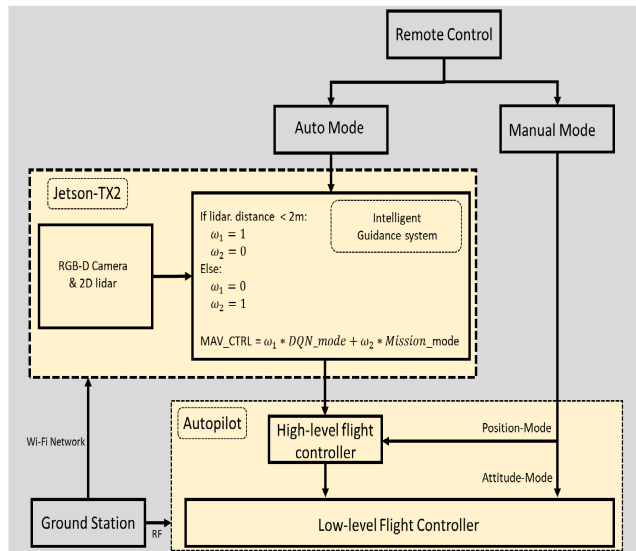 Remote Control
Auto Mode
Manual Mode
Jetson-TX2
RGB-D Camera
& 2D lidar
If lidar. distance < 2m:
ω₁ = 1
ω₂ = 0
Else:
ω₁ = 0
ω₂ = 1
MAV_CTRL = ω₁ * DQN_mode + ω₂ * Mission_mode
Intelligent
Guidance system
Wi-Fi Network
Autopilot
High-level flight
controller
Position-Mode
Attitude-Mode
Ground Station
RF
Low-level Flight Controller